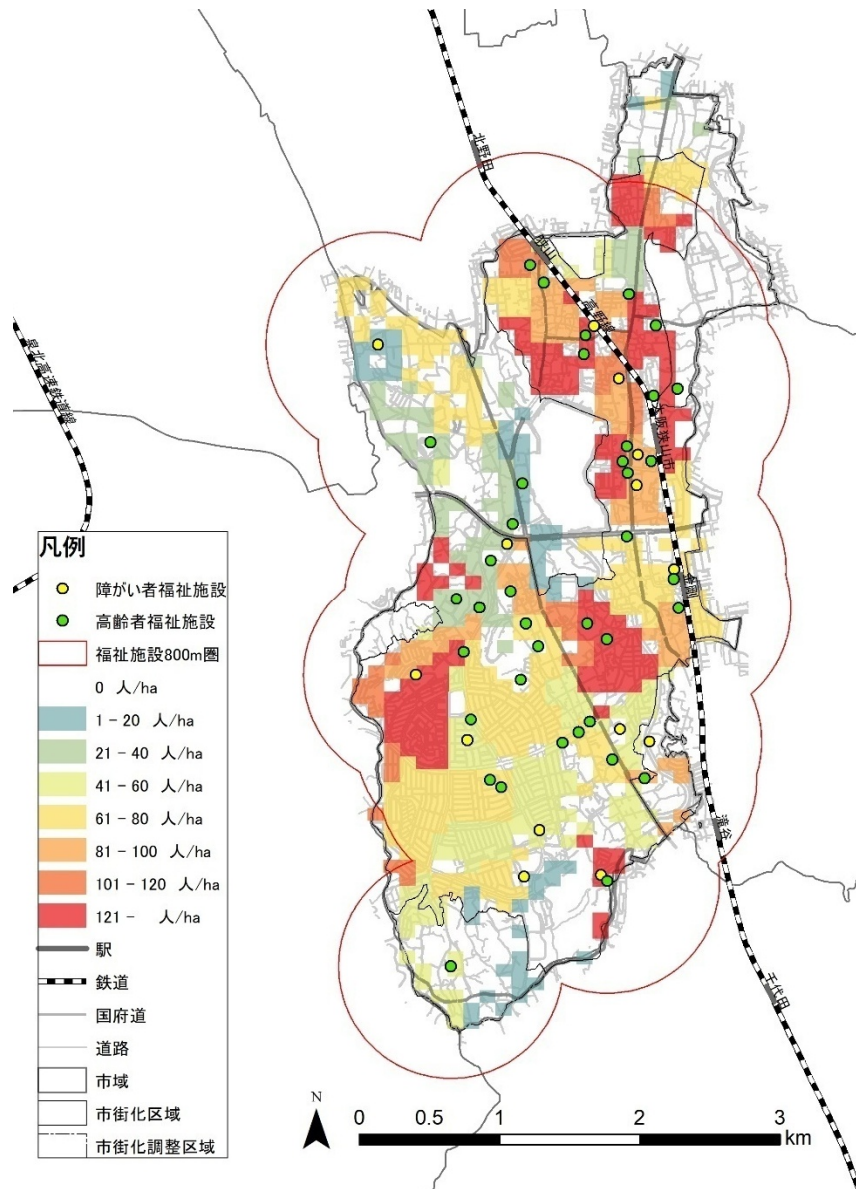 北野田
狭山
高野線
泉北高速鉄道線
大阪狭山市
金剛
滝谷
千代田
凡例
障がい者福祉施設
高齢者福祉施設
福祉施設800m圏
0 人/ha
1 - 20 人/ha
21 - 40 人/ha
41 - 60 人/ha
61 - 80 人/ha
81 - 100 人/ha
101 - 120 人/ha
121 - 人/ha
駅
鉄道
国府道
道路
市域
市街化区域
市街化調整区域
N
0 0.5 1 2 3
km